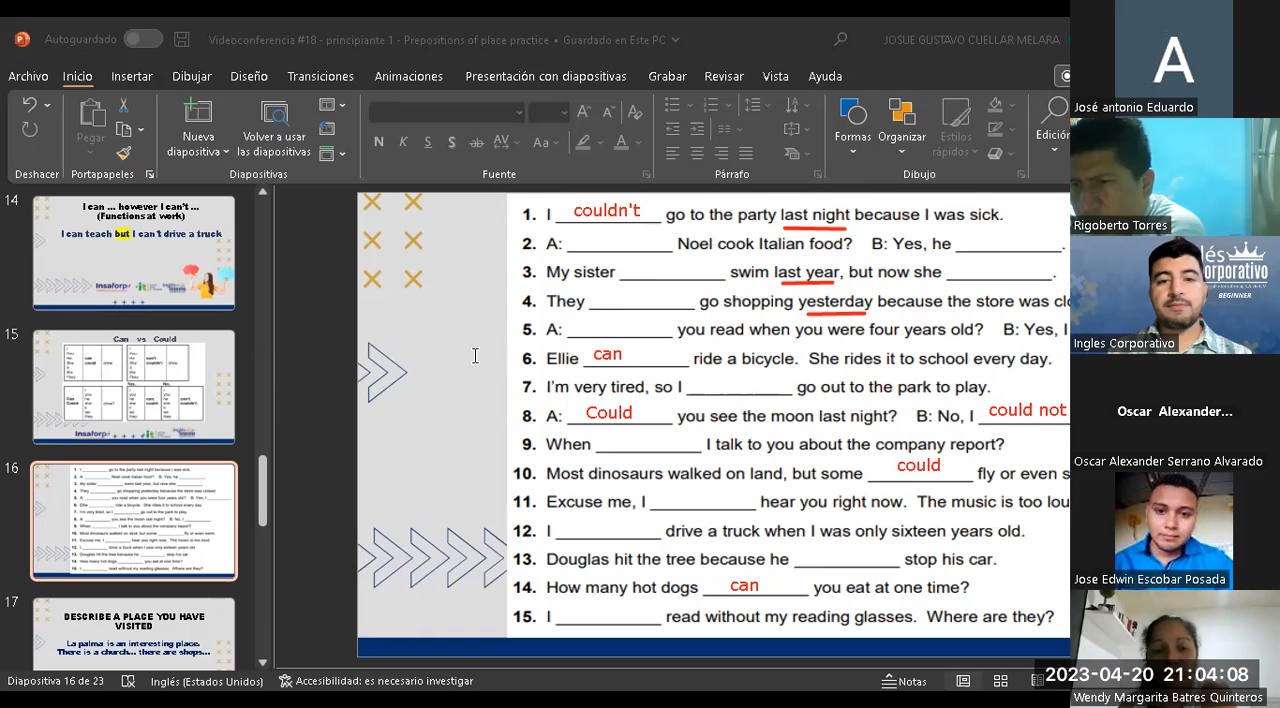 Autoguardado
Videoconferencia #18 - principiante 1 - Prepositions of place practice • Guardado en Este PC
JOSUE GUSTAVO CUELLAR MELARA
Archivo Inicio Insertar Dibujar Diseño Transiciones Animaciones Presentación con diapositivas Grabar Revisar Vista Ayuda
Pegar
Nueva diapositiva
Volver a usar las diapositivas
Formas
Organizar
Estilos rápidos
Edición
Deshacer Portapapeles Diapositivas Fuente Párrafo Dibujo
14
I can ... however I can't ...
(Functions at work)
I can teach but I can't drive a truck
Insaforp
15
Can vs Could
Insaforp
16
17
DESCRIBE A PLACE YOU HAVE
VISITED
La palma is an interesting place.
There is a church... there are shops...
1. I couldn't go to the party last night because I was sick.
2. A: __________ Noel cook Italian food? B: Yes, he __________.
3. My sister __________ swim last year, but now she __________.
4. They __________ go shopping yesterday because the store was clo
5. A: __________ you read when you were four years old? B: Yes, I
6. Ellie can ride a bicycle. She rides it to school every day.
7. I'm very tired, so I __________ go out to the park to play.
8. A: Could you see the moon last night? B: No, I could not
9. When __________ I talk to you about the company report?
10. Most dinosaurs walked on land, but some could fly or even s
11. Excuse me, I __________ hear you right now. The music is too lou
12. I __________ drive a truck when I was only sixteen years old.
13. Douglas hit the tree because he __________ stop his car.
14. How many hot dogs can you eat at one time?
15. I __________ read without my reading glasses. Where are they?
Diapositiva 16 de 23 Inglés (Estados Unidos) Accesibilidad: es necesario investigar Notas
A
José antonio Eduardo
Rigoberto Torres
Inglés Corporativo
BEGINNER
Ingles Corporativo
Oscar Alexander...
Oscar Alexander Serrano Alvarado
Jose Edwin Escobar Posada
2023-04-20 21:04:08
Wendy Margarita Batres Quinteros